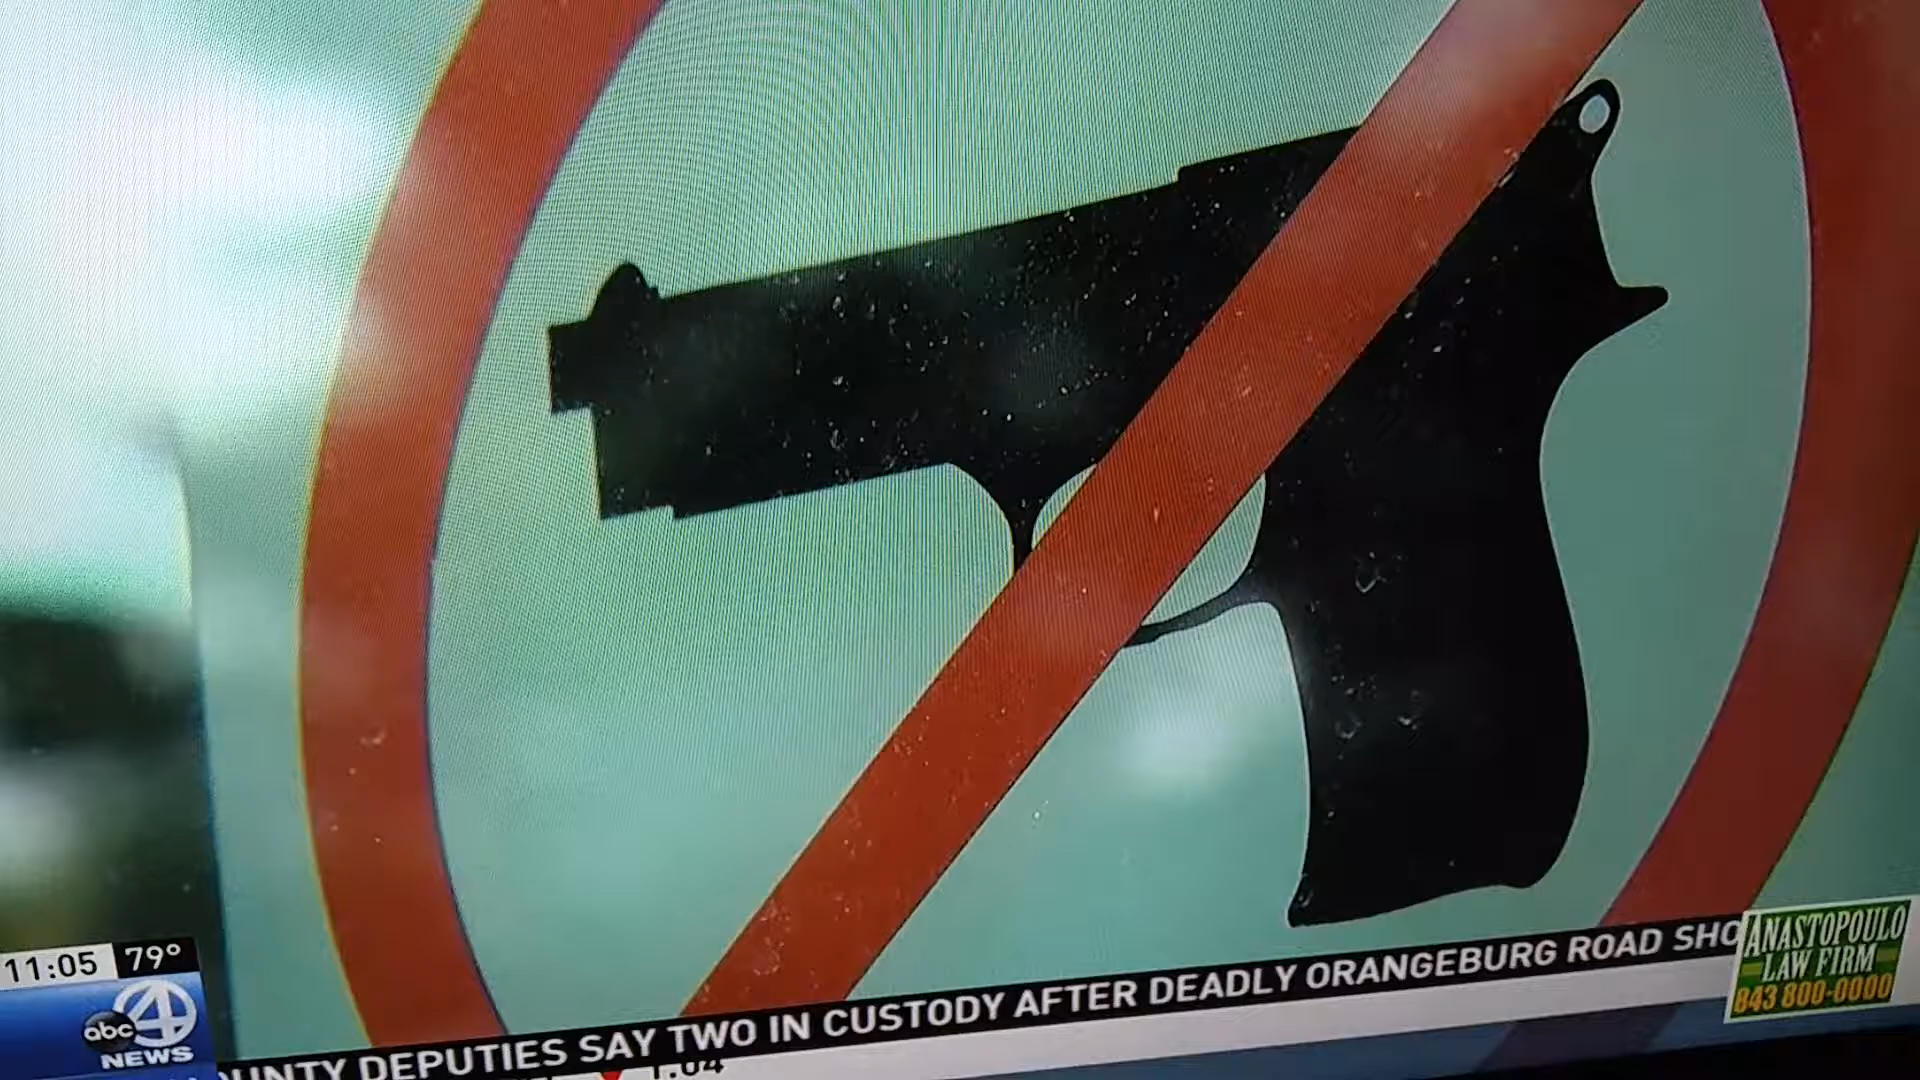 11:05 79°
abc 4
NEWS
DEPUTIES SAY TWO IN CUSTODY AFTER DEADLY ORANGEBURG ROAD SHO
ANASTOPOULO
LAW FIRM
843 800-0000